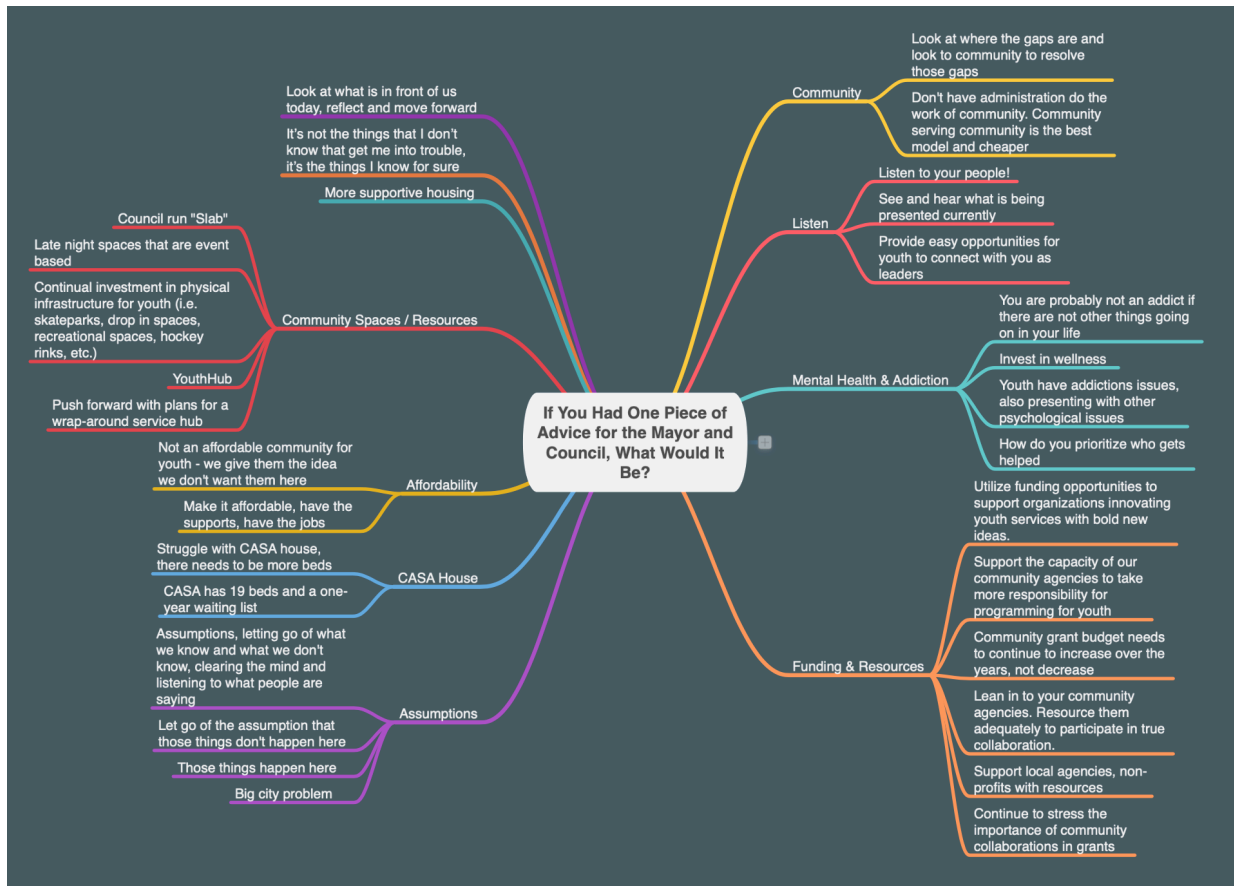 If You Had One Piece of
Advice for the Mayor and
Council, What Would It
Be?
Community
Look at where the gaps are and
look to community to resolve
those gaps
Don't have administration do the
work of community. Community
serving community is the best
model and cheaper
Listen
Listen to your people!
See and hear what is being
presented currently
Provide easy opportunities for
youth to connect with you as
leaders
Mental Health & Addiction
You are probably not an addict if
there are not other things going
on in your life
Invest in wellness
Youth have addictions issues,
also presenting with other
psychological issues
How do you prioritize who gets
helped
Funding & Resources
Utilize funding opportunities to
support organizations innovating
youth services with bold new
ideas.
Support the capacity of our
community agencies to take
more responsibility for
programming for youth
Community grant budget needs
to continue to increase over the
years, not decrease
Lean in to your community
agencies. Resource them
adequately to participate in true
collaboration.
Support local agencies, non-
profits with resources
Continue to stress the
importance of community
collaborations in grants
Look at what is in front of us
today, reflect and move forward
It's not the things that I don't
know that get me into trouble,
it's the things I know for sure
More supportive housing
Community Spaces / Resources
Council run "Slab"
Late night spaces that are event
based
Continual investment in physical
infrastructure for youth (i.e.
skateparks, drop in spaces,
recreational spaces, hockey
rinks, etc.)
YouthHub
Push forward with plans for a
wrap-around service hub
Affordability
Not an affordable community for
youth - we give them the idea
we don't want them here
Make it affordable, have the
supports, have the jobs
CASA House
Struggle with CASA house,
there needs to be more beds
CASA has 19 beds and a one-
year waiting list
Assumptions
Assumptions, letting go of what
we know and what we don't
know, clearing the mind and
listening to what people are
saying
Let go of the assumption that
those things don't happen here
Those things happen here
Big city problem